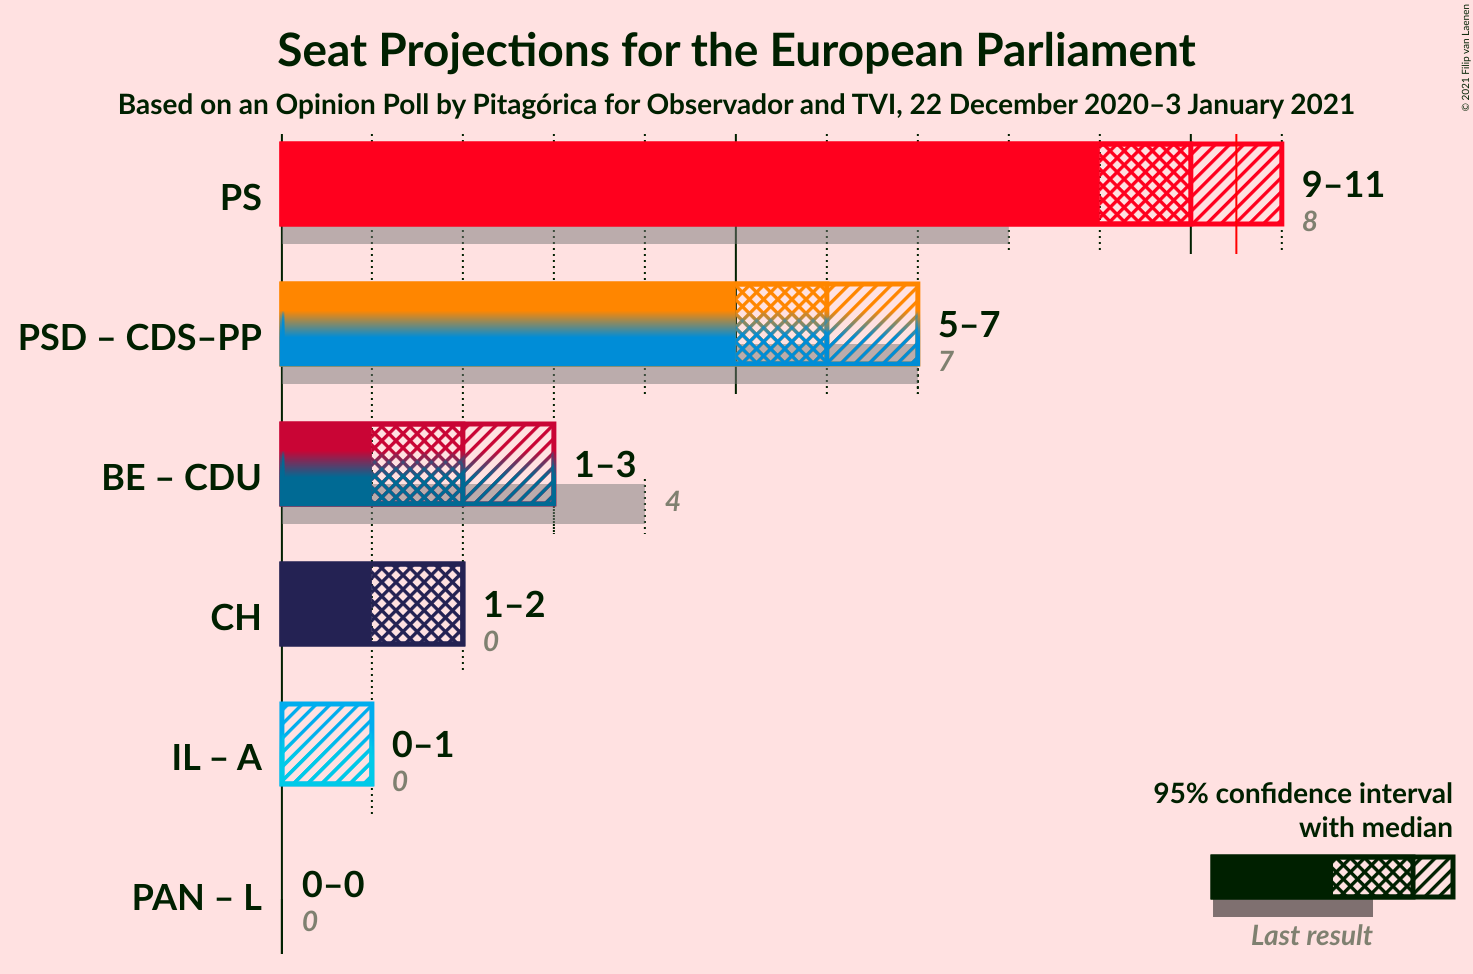 Seat Projections for the European Parliament
Based on an Opinion Poll by Pitagórica for Observador and TVI, 22 December 2020–3 January 2021
© 2021 Filip van Laenen
PS
9–11
8
PSD – CDS–PP
5–7
7
BE – CDU
1–3
4
CH
1–2
0
IL – A
0–1
0
PAN – L
0–0
0
95% confidence interval
with median
Last result